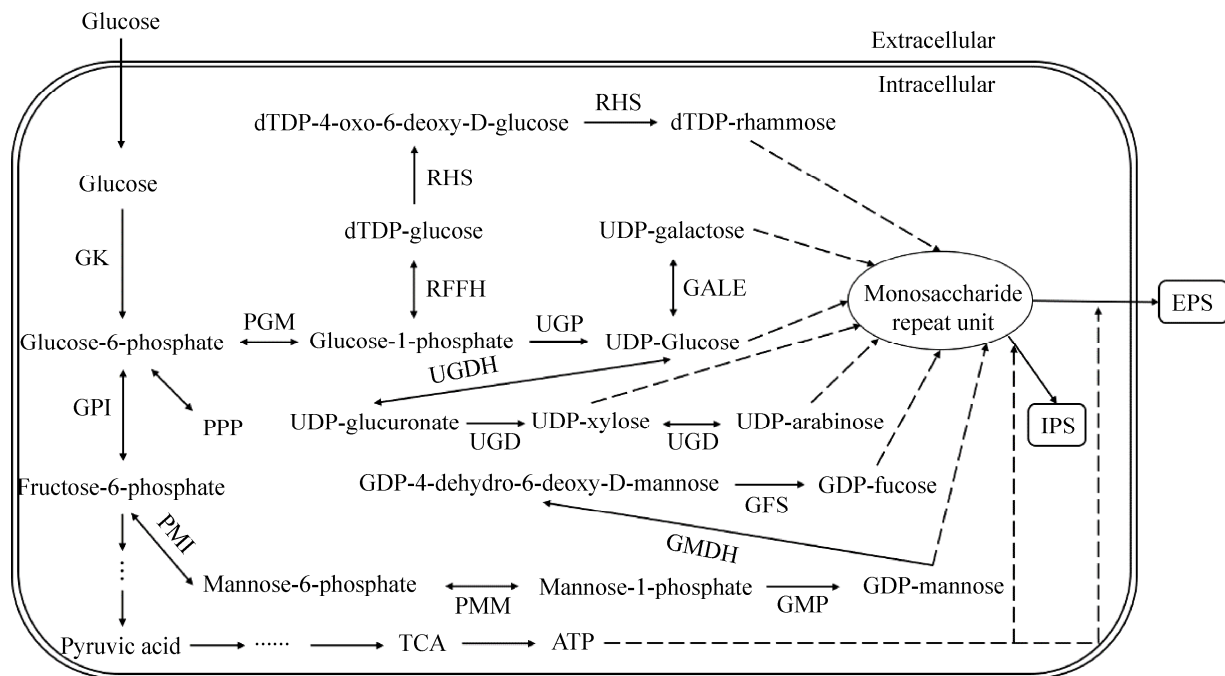 Glucose
Extracellular
Intracellular
RHS
dTDP-4-oxo-6-deoxy-D-glucose
dTDP-rhammose
Glucose
RHS
dTDP-glucose
UDP-galactose
GK
RFFH
GALE
Monosaccharide
repeat unit
EPS
PGM
UGP
Glucose-6-phosphate
Glucose-1-phosphate
UDP-Glucose
UGDH
GPI
PPP
UDP-glucuronate
UDP-xylose
UDP-arabinose
IPS
UGD
UGD
Fructose-6-phosphate
GDP-4-dehydro-6-deoxy-D-mannose
GDP-fucose
GFS
PMI
GMDH
⋮
Mannose-6-phosphate
Mannose-1-phosphate
GDP-mannose
PMM
GMP
Pyruvic acid
······
TCA
ATP